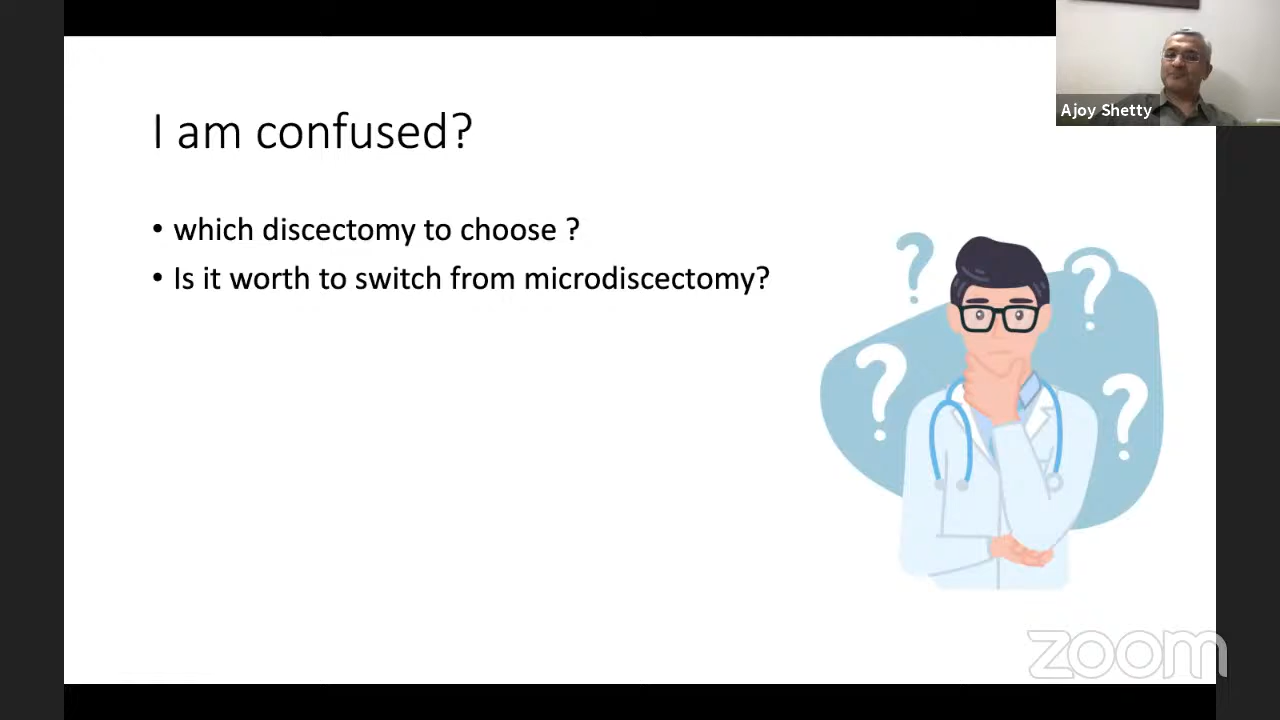 I am confused?
• which discectomy to choose ?
• Is it worth to switch from microdiscectomy?
Ajoy Shetty
zoom